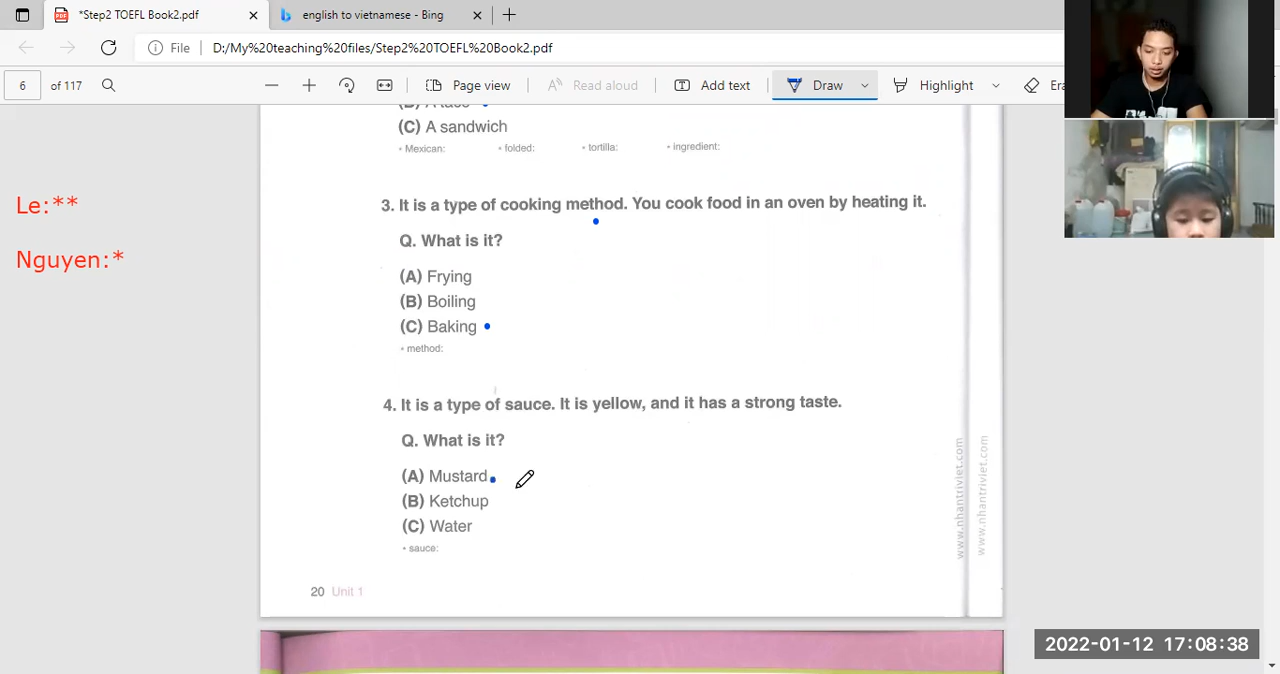 *Step2 TOEFL Book2.pdf
english to vietnamese - Bing
File
D:/My%20teaching%20files/Step2%20TOEFL%20Book2.pdf
6 of 117
Page view
Read aloud
Add text
Draw
Highlight
Era
(C) A sandwich
• Mexican: • folded: • tortilla: • ingredient:
Le:**
Nguyen:*
3. It is a type of cooking method. You cook food in an oven by heating it.
Q. What is it?
(A) Frying
(B) Boiling
(C) Baking
• method:
4. It is a type of sauce. It is yellow, and it has a strong taste.
Q. What is it?
(A) Mustard
(B) Ketchup
(C) Water
• sauce:
20 Unit 1
www.nhantriviet.com
www.nhantriviet.com
2022-01-12 17:08:38